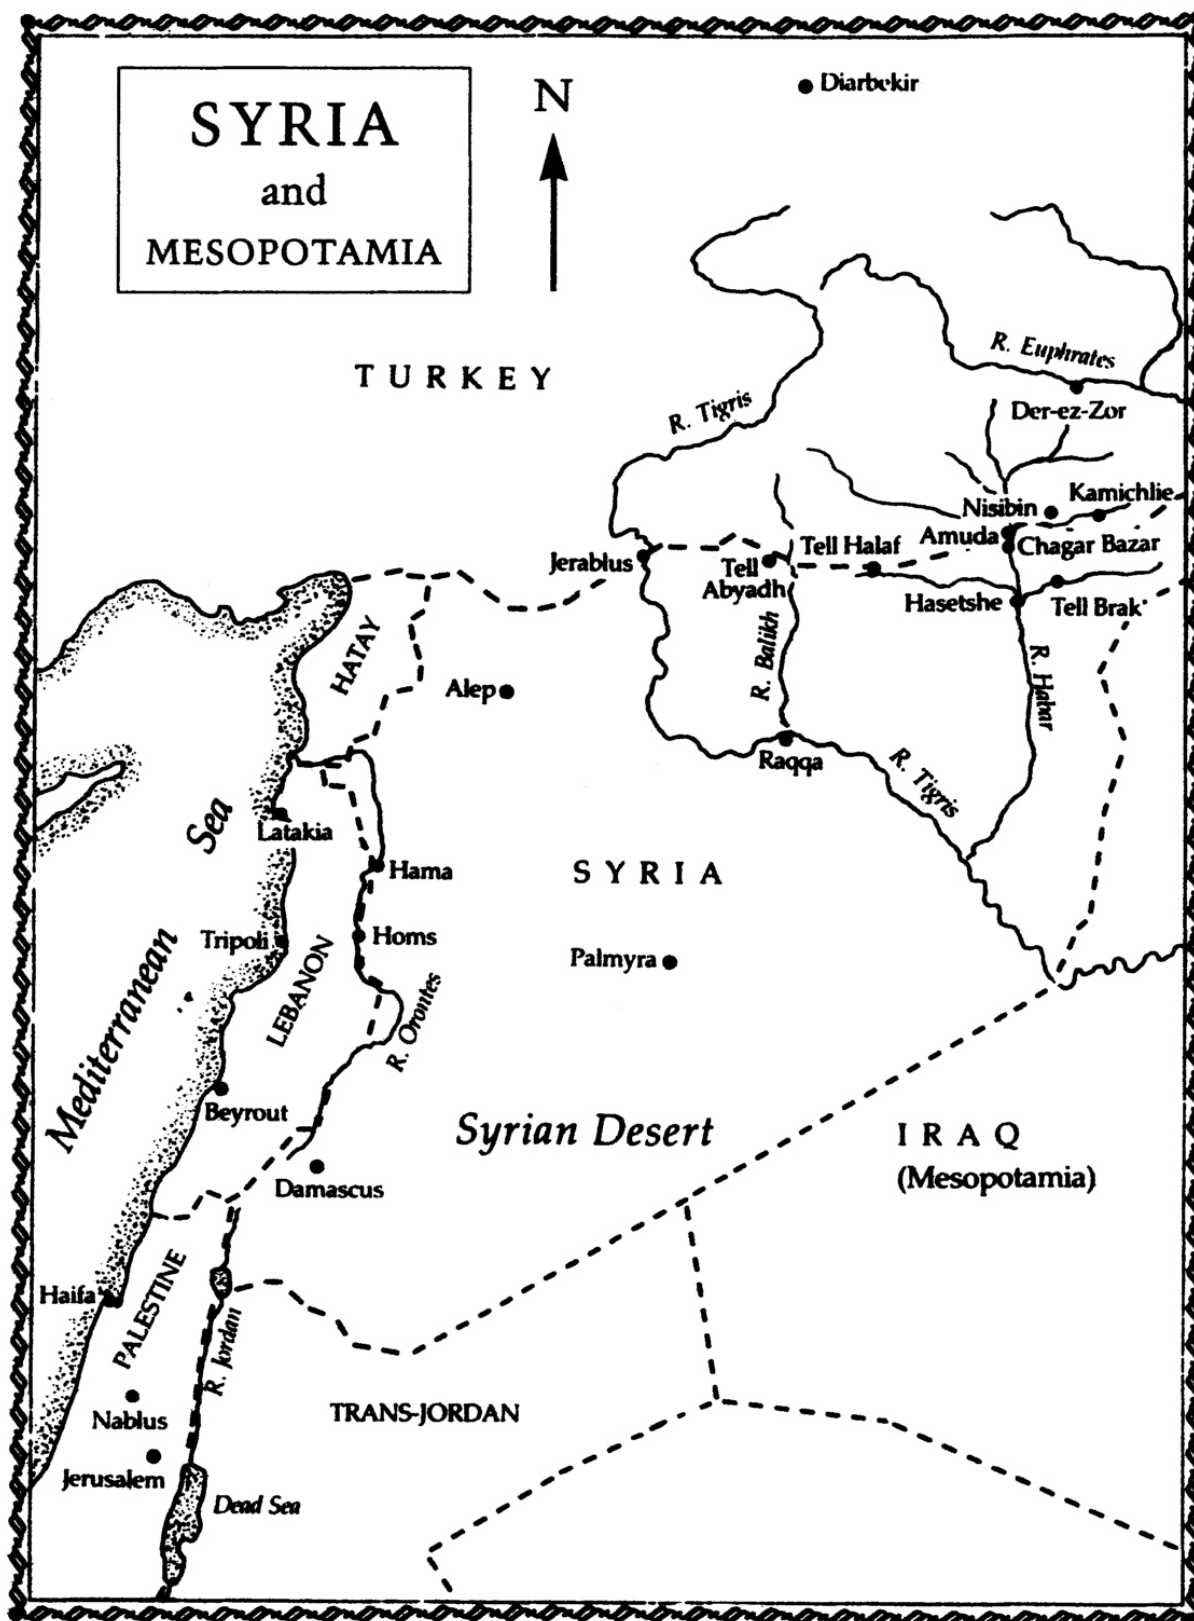 SYRIA
and
MESOPOTAMIA
N
Diarbekir
TURKEY
R. Euphrates
Der-ez-Zor
R. Tigris
Nisibin
Kamichlie
Amuda
Chagar Bazar
Jerablus
Tell
Abyadh
Tell Halaf
Hasetshe
Tell Brak
HATAY
Alep
R. Balikh
R. Habar
Raqqa
R. Tigris
Mediterranean
Sea
Latakia
Hama
SYRIA
Tripoli
Homs
Palmyra
LEBANON
R. Orontes
Beyrout
Syrian Desert
IRAQ
(Mesopotamia)
Damascus
Haifa
PALESTINE
R. Jordan
Nablus
TRANS-JORDAN
Jerusalem
Dead Sea